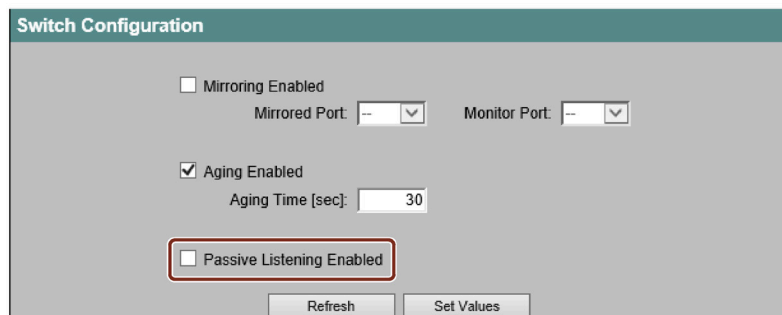 Switch Configuration
Mirroring Enabled
Mirrored Port: -- Monitor Port: --
Aging Enabled
Aging Time [sec]: 30
Passive Listening Enabled
Refresh Set Values